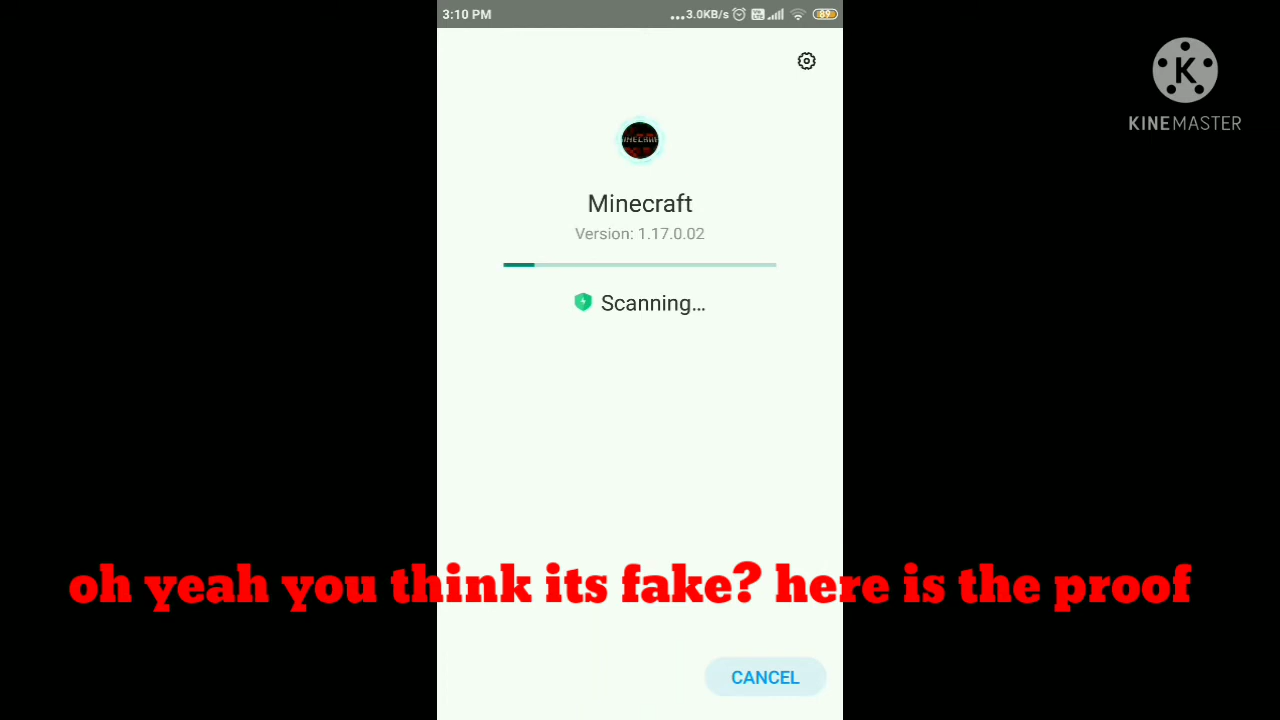 3:10 PM
...3.0KB/s
89
K
KINEMASTER
Minecraft
Version: 1.17.0.02
Scanning...
oh yeah you think its fake? here is the proof
CANCEL